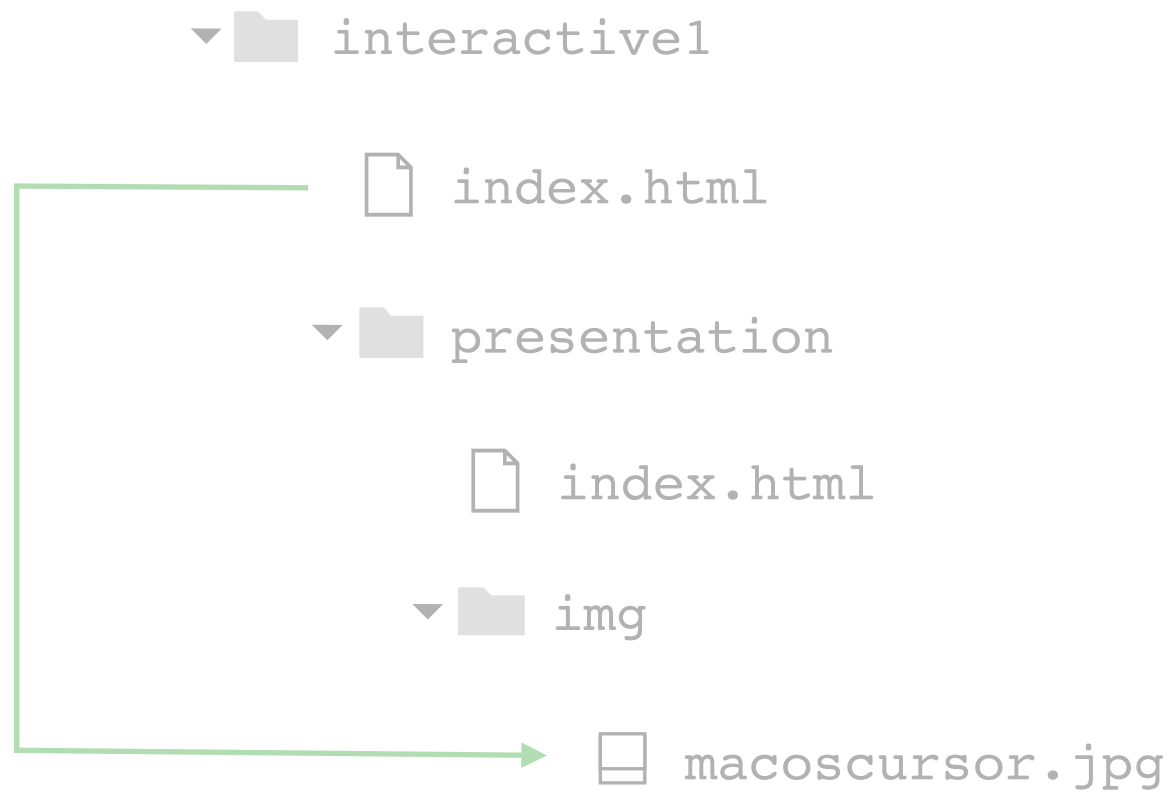 interactive1
index.html
presentation
index.html
img
macoscursor.jpg